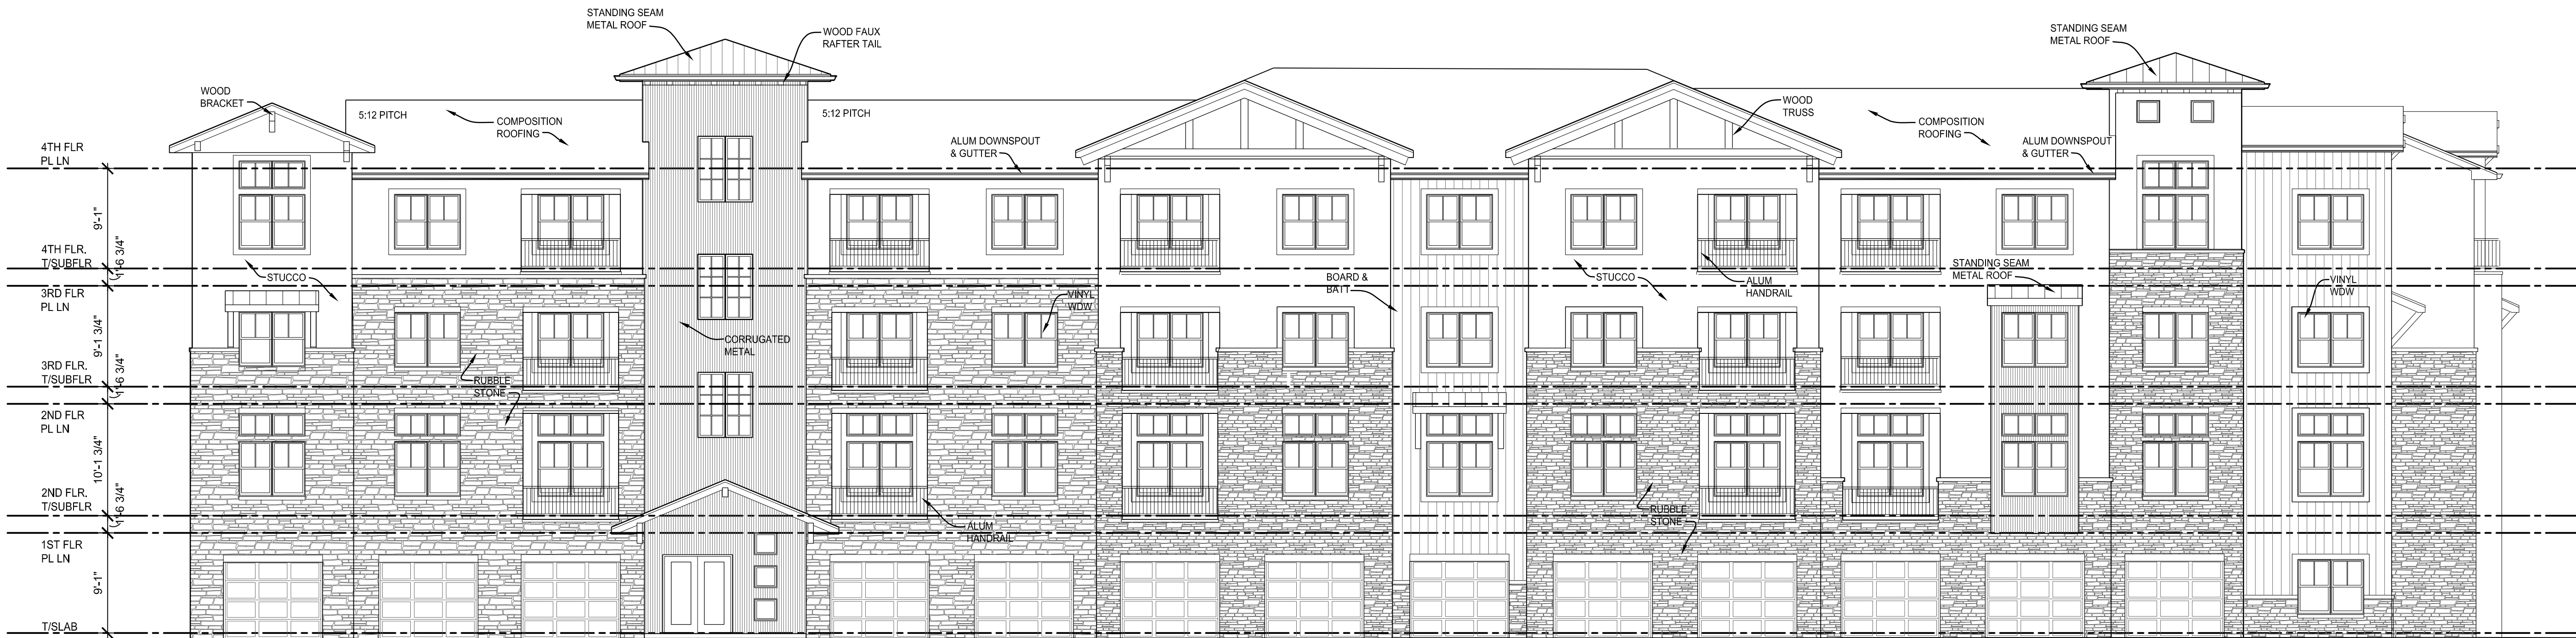 STANDING SEAM
METAL ROOF
WOOD FAUX
RAFTER TAIL
STANDING SEAM
METAL ROOF
WOOD
BRACKET
5:12 PITCH
COMPOSITION
ROOFING
5:12 PITCH
WOOD
TRUSS
COMPOSITION
ROOFING
ALUM DOWNSPOUT
& GUTTER
ALUM DOWNSPOUT
& GUTTER
4TH FLR
PL LN
9'-1"
4TH FLR.
T/SUBFLR
1'-6 3/4"
STUCCO
BOARD &
BATT
STUCCO
ALUM
HANDRAIL
STANDING SEAM
METAL ROOF
3RD FLR
PL LN
VINYL
WDW
VINYL
WDW
9'-1 3/4"
CORRUGATED
METAL
3RD FLR.
T/SUBFLR
1'-6 3/4"
RUBBLE
STONE
2ND FLR
PL LN
10'-1 3/4"
2ND FLR.
T/SUBFLR
1'-6 3/4"
ALUM
HANDRAIL
RUBBLE
STONE
1ST FLR
PL LN
9'-1"
T/SLAB